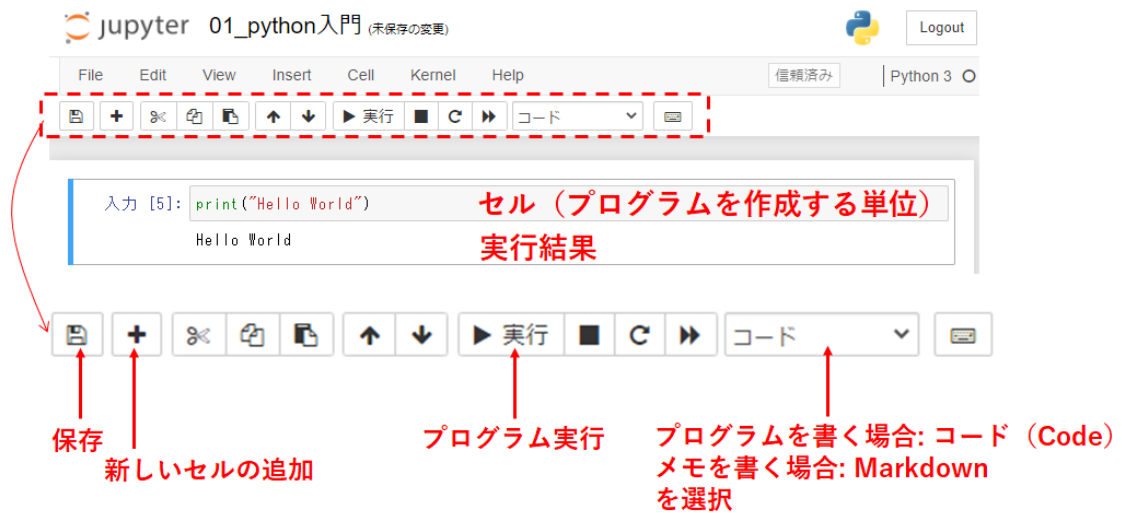 jupyter 01_python入門 (未保存の変更)
Logout
File Edit View Insert Cell Kernel Help
信頼済み
Python 3
実行
コード
入力 [5]: print("Hello World")
セル（プログラムを作成する単位）
Hello World
実行結果
実行
コード
保存
新しいセルの追加
プログラム実行
プログラムを書く場合: コード（Code）
メモを書く場合: Markdown
を選択